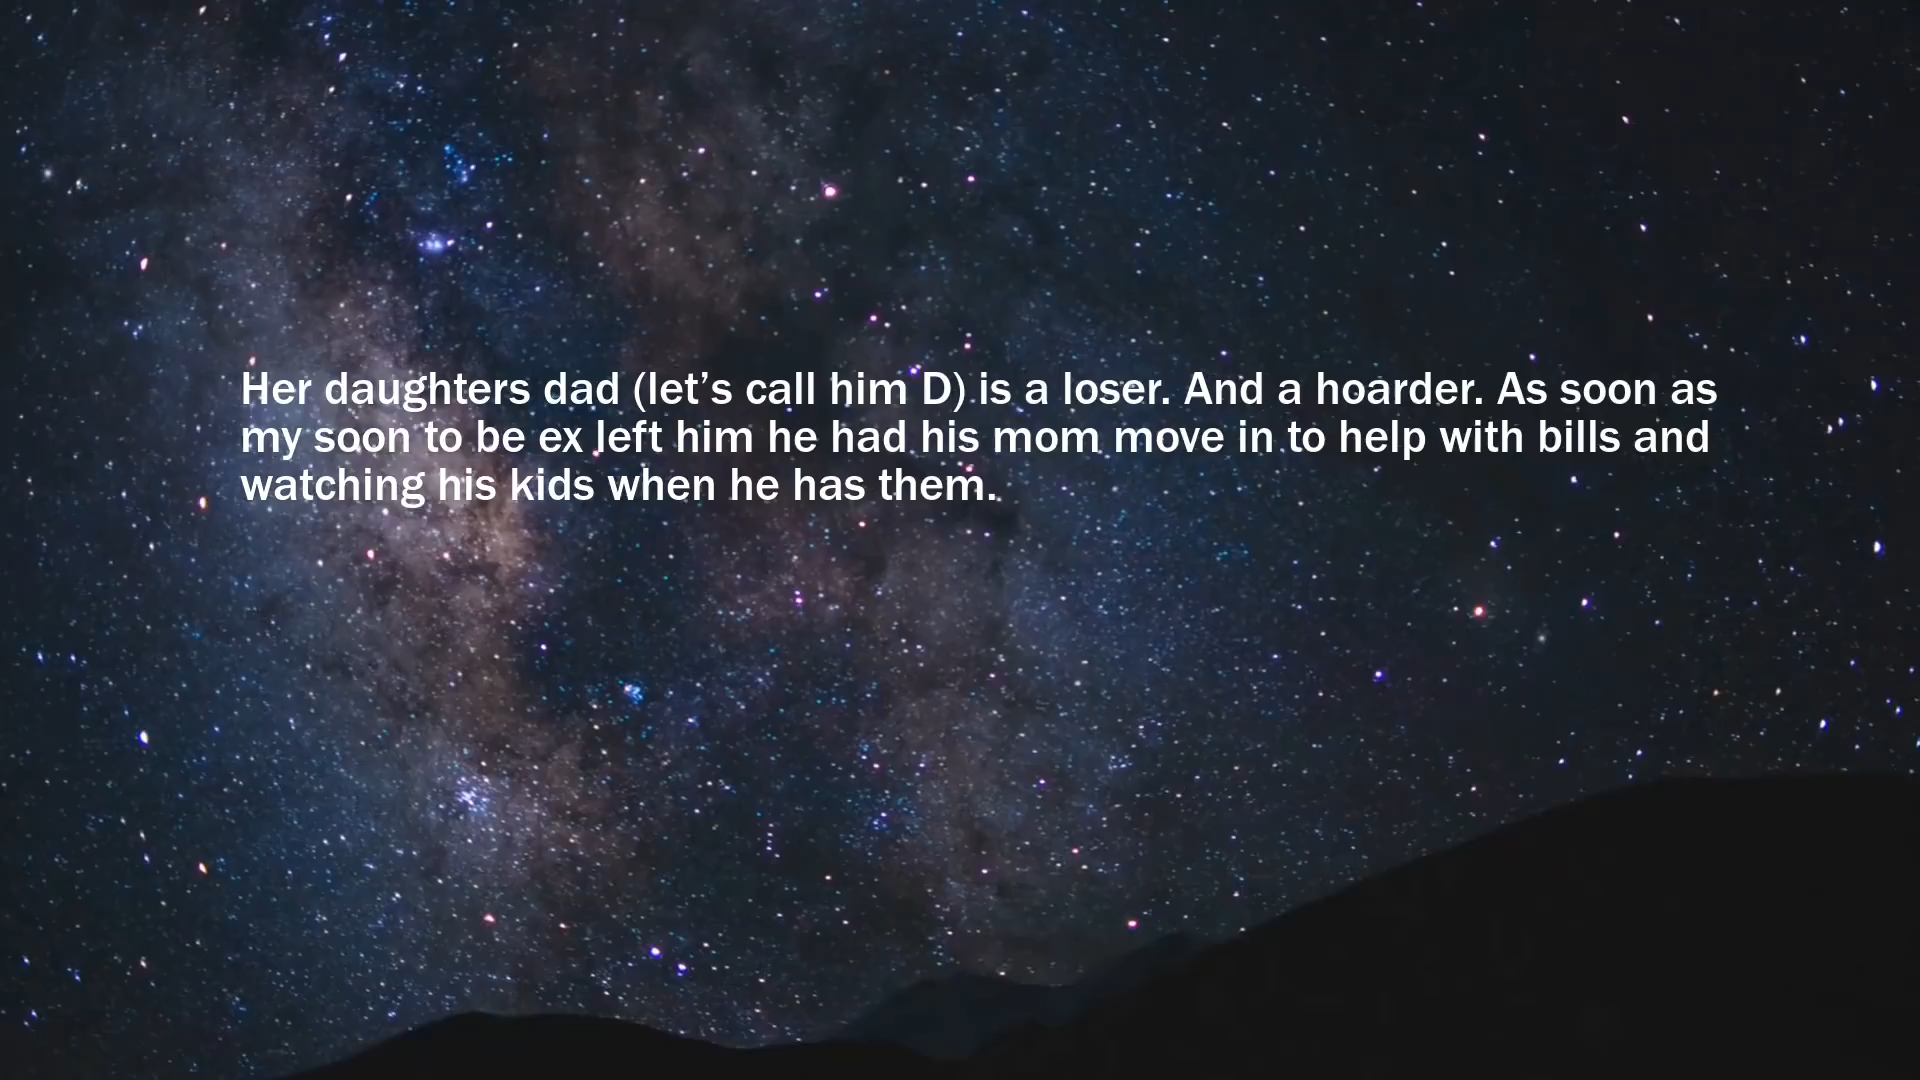 Her daughters dad (let’s call him D) is a loser. And a hoarder. As soon as
my soon to be ex left him he had his mom move in to help with bills and
watching his kids when he has them.